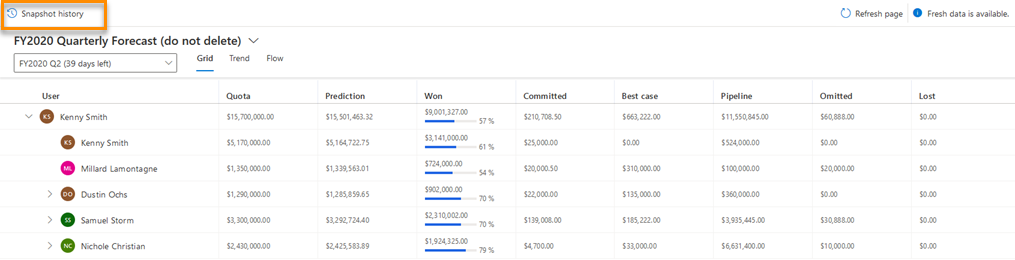 Snapshot history
Refresh page
Fresh data is available.
FY2020 Quarterly Forecast (do not delete)
FY2020 Q2 (39 days left) Grid Trend Flow
User Quota Prediction Won Committed Best case Pipeline Omitted Lost
KS Kenny Smith $15,700,000.00 $15,501,463.32 $9,001,327.00 57 % $210,708.50 $663,222.00 $11,550,845.00 $60,888.00 $0.00
KS Kenny Smith $5,170,000.00 $5,164,722.75 $3,141,000.00 61 % $25,000.00 $0.00 $524,000.00 $0.00 $0.00
ML Millard Lamontagne $1,350,000.00 $1,339,563.01 $724,000.00 54 % $20,000.50 $310,000.00 $100,000.00 $20,000.00 $0.00
DO Dustin Ochs $1,290,000.00 $1,285,859.65 $902,000.00 70 % $22,000.00 $135,000.00 $360,000.00 $0.00 $0.00
SS Samuel Storm $3,300,000.00 $3,292,724.40 $2,310,002.00 70 % $139,008.00 $185,222.00 $3,935,445.00 $30,888.00 $0.00
NC Nichole Christian $2,430,000.00 $2,425,583.89 $1,924,325.00 79 % $4,700.00 $33,000.00 $6,631,400.00 $10,000.00 $0.00